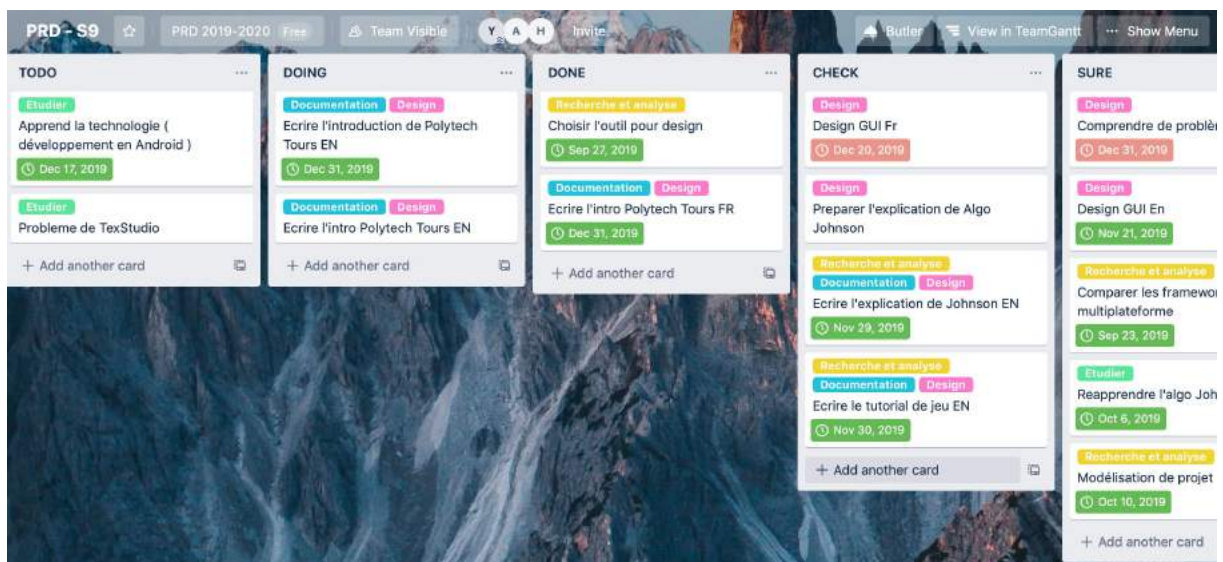 PRD - S9
PRD 2019-2020 Free
Team Visible
Y A H
Invite
Butler
View in TeamGantt
Show Menu
TODO
Etudier
Apprend la technologie (
développement en Android )
Dec 17, 2019
Etudier
Probleme de TexStudio
+ Add another card
DOING
Documentation Design
Ecrire l'introduction de Polytech
Tours EN
Dec 31, 2019
Documentation Design
Ecrire l'intro Polytech Tours EN
+ Add another card
DONE
Recherche et analyse
Choisir l'outil pour design
Sep 27, 2019
Documentation Design
Ecrire l'intro Polytech Tours FR
Dec 31, 2019
+ Add another card
CHECK
Design
Design GUI Fr
Dec 20, 2019
Design
Preparer l'explication de Algo
Johnson
Recherche et analyse
Documentation Design
Ecrire l'explication de Johnson EN
Nov 29, 2019
Recherche et analyse
Documentation Design
Ecrire le tutorial de jeu EN
Nov 30, 2019
+ Add another card
SURE
Design
Comprendre de problè
Dec 31, 2019
Design
Design GUI En
Nov 21, 2019
Recherche et analyse
Comparer les framewor
multiplateforme
Sep 23, 2019
Etudier
Reapprendre l'algo Joh
Oct 6, 2019
Recherche et analyse
Modélisation de projet
Oct 10, 2019
+ Add another card